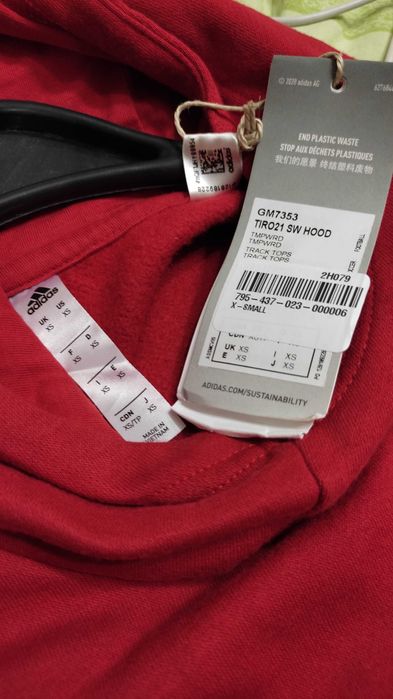 © 2020 adidas AG
END PLASTIC WASTE
STOP AUX DÉCHETS PLASTIQUES
我们的愿景 终结塑料废物
GM7353
TIRO21 SW HOOD
TMPWRD
TMPWRD
TRACK TOPS
TRACK TOPS
2H079
795-437-023-000006
X-SMALL
UK XS
E XS
I XS
J XS
ADIDAS.COM/SUSTAINABILITY
adidas
adidas
UK XS
US XS
F XS
D XS
I XS
E XS
CDN XS/TP
J XS
MADE IN
VIETNAM